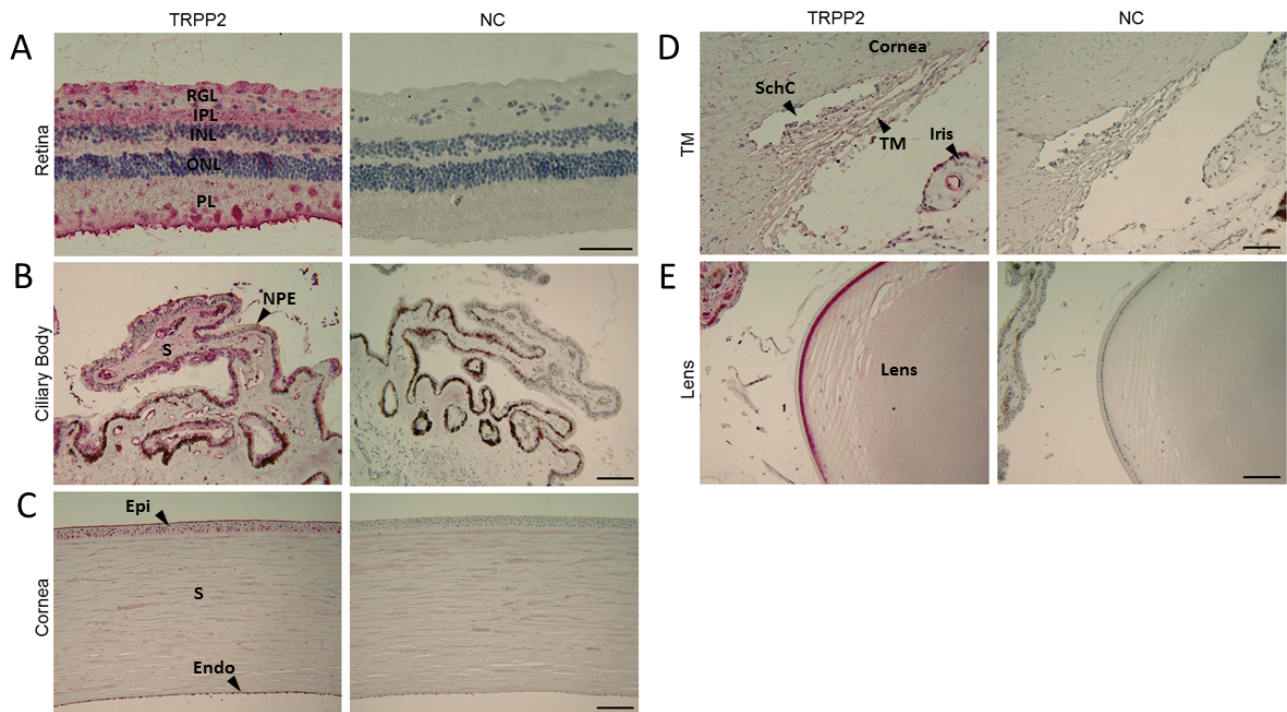 TRPP2
NC
A
Retina
RGL
IPL
INL
ONL
PL
B
Ciliary Body
NPE
S
C
Cornea
Epi
S
Endo
TRPP2
NC
D
TM
Cornea
SchC
TM
Iris
E
Lens
Lens